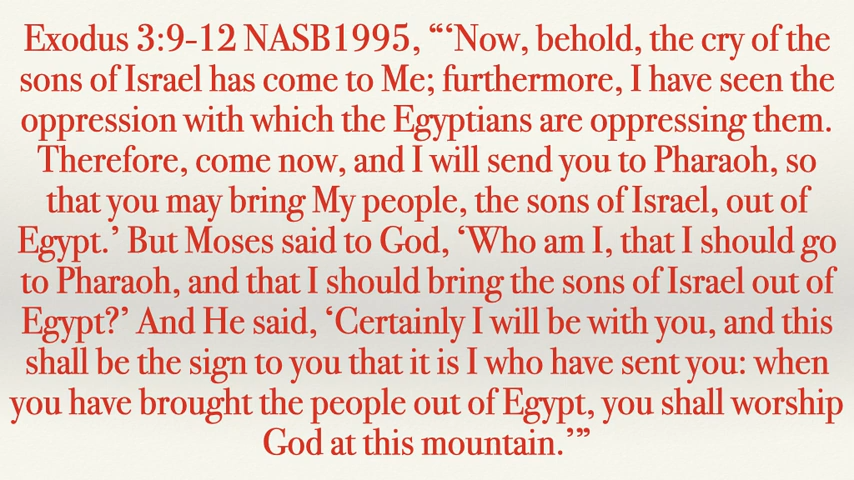 Exodus 3:9-12 NASB1995, “‘Now, behold, the cry of the
sons of Israel has come to Me; furthermore, I have seen the
oppression with which the Egyptians are oppressing them.
Therefore, come now, and I will send you to Pharaoh, so
that you may bring My people, the sons of Israel, out of
Egypt.’ But Moses said to God, ‘Who am I, that I should go
to Pharaoh, and that I should bring the sons of Israel out of
Egypt?’ And He said, ‘Certainly I will be with you, and this
shall be the sign to you that it is I who have sent you: when
you have brought the people out of Egypt, you shall worship
God at this mountain.’”